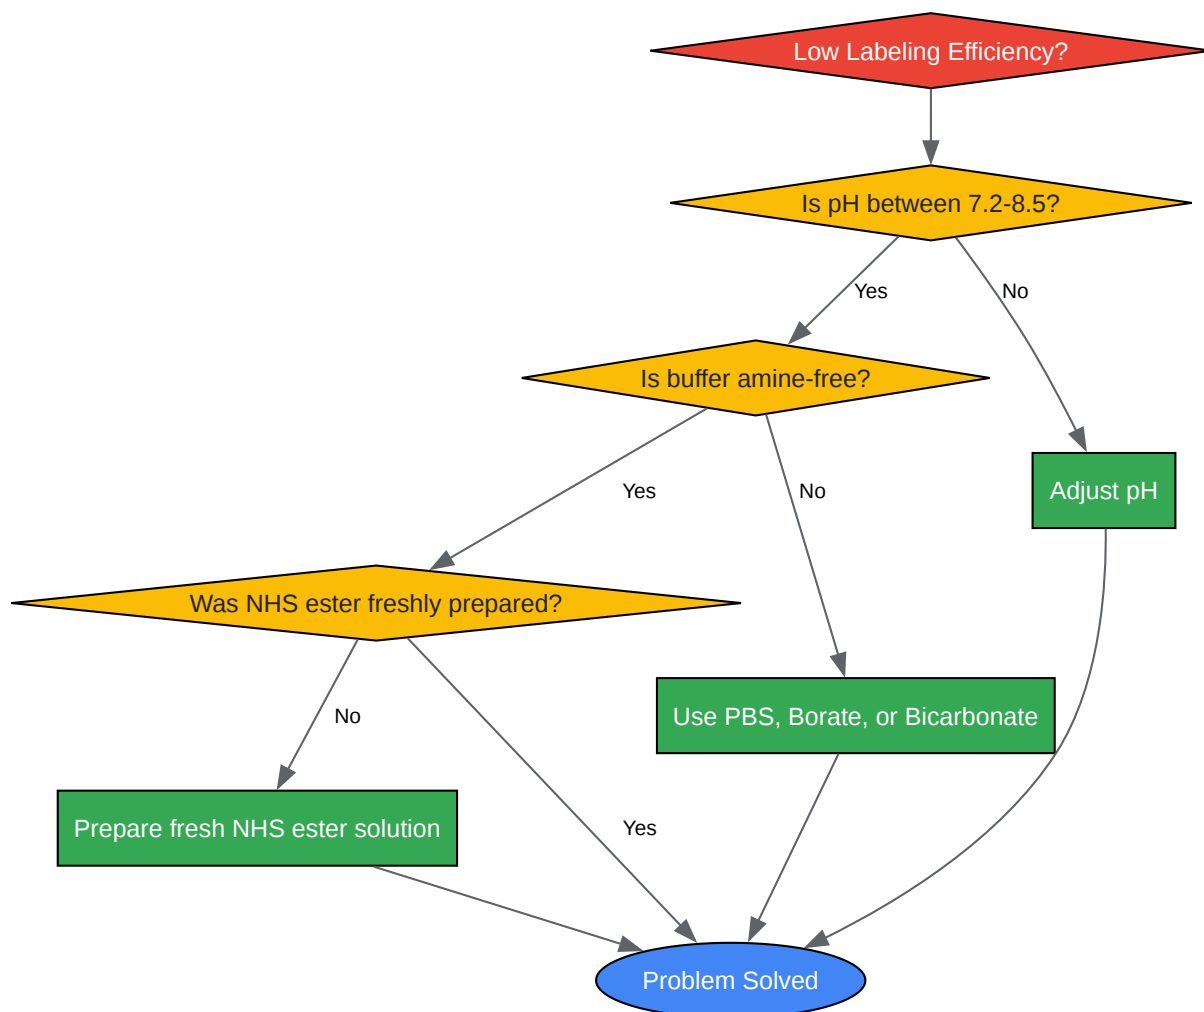 Low Labeling Efficiency?
Is pH between 7.2-8.5?
Yes
No
Is buffer amine-free?
Yes
No
Adjust pH
Was NHS ester freshly prepared?
No
Use PBS, Borate, or Bicarbonate
Prepare fresh NHS ester solution
Yes
Problem Solved